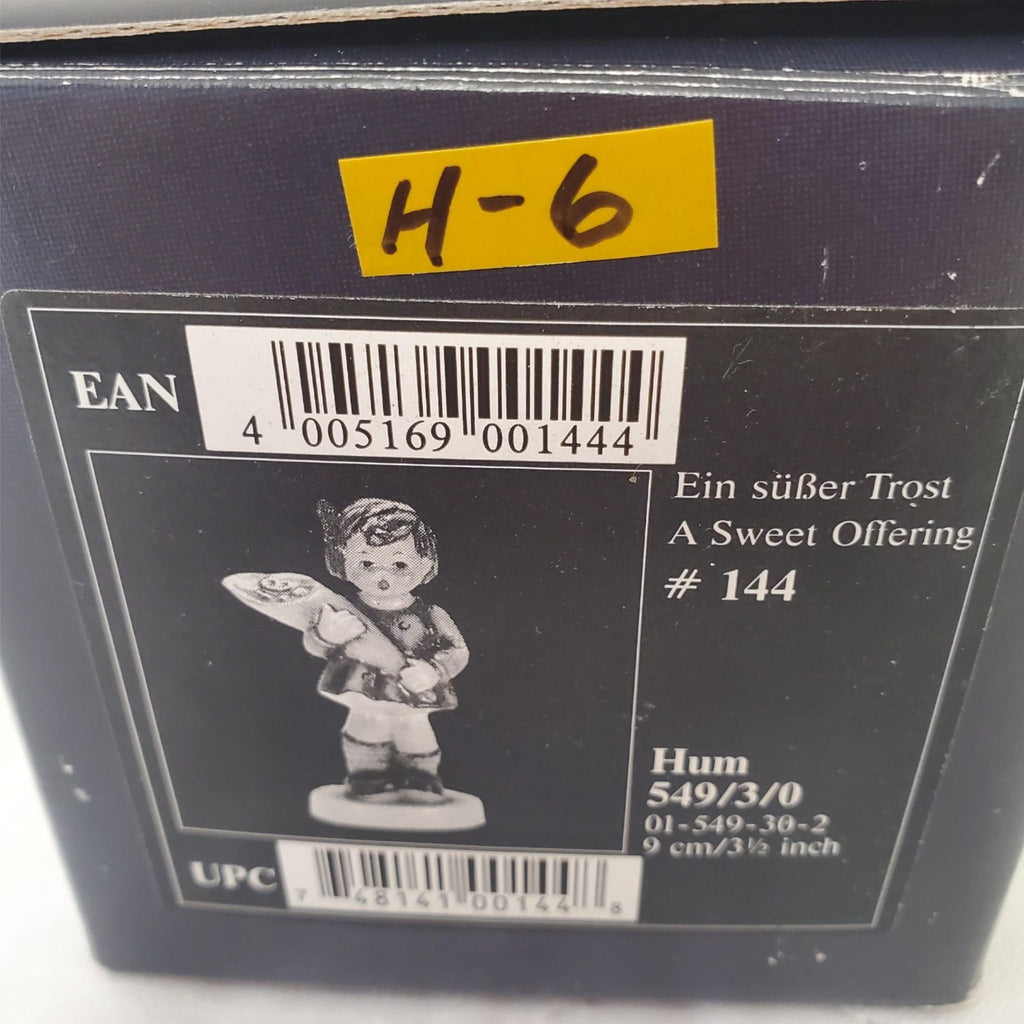 H-6
EAN
4 005169 001444
Ein süßer Trost
A Sweet Offering
# 144
Hum
549/3/0
01-549-30-2
9 cm/3½ inch
UPC
7 48141 00144 8